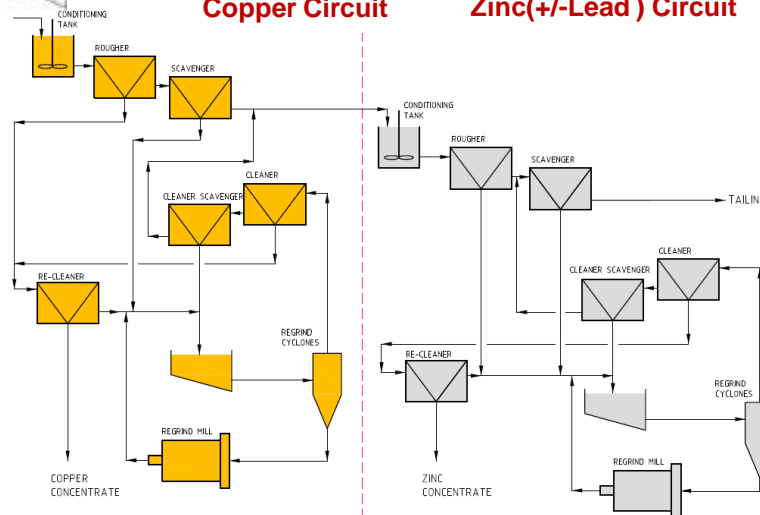 Copper Circuit
Zinc(+/-Lead ) Circuit
CONDITIONING
TANK
ROUGHER
SCAVENGER
CLEANER
CLEANER SCAVENGER
RE-CLEANER
REGRIND
CYCLONES
REGRIND MILL
COPPER
CONCENTRATE
CONDITIONING
TANK
ROUGHER
SCAVENGER
TAILIN
CLEANER
CLEANER SCAVENGER
RE-CLEANER
REGRIND
CYCLONES
REGRIND MILL
ZINC
CONCENTRATE